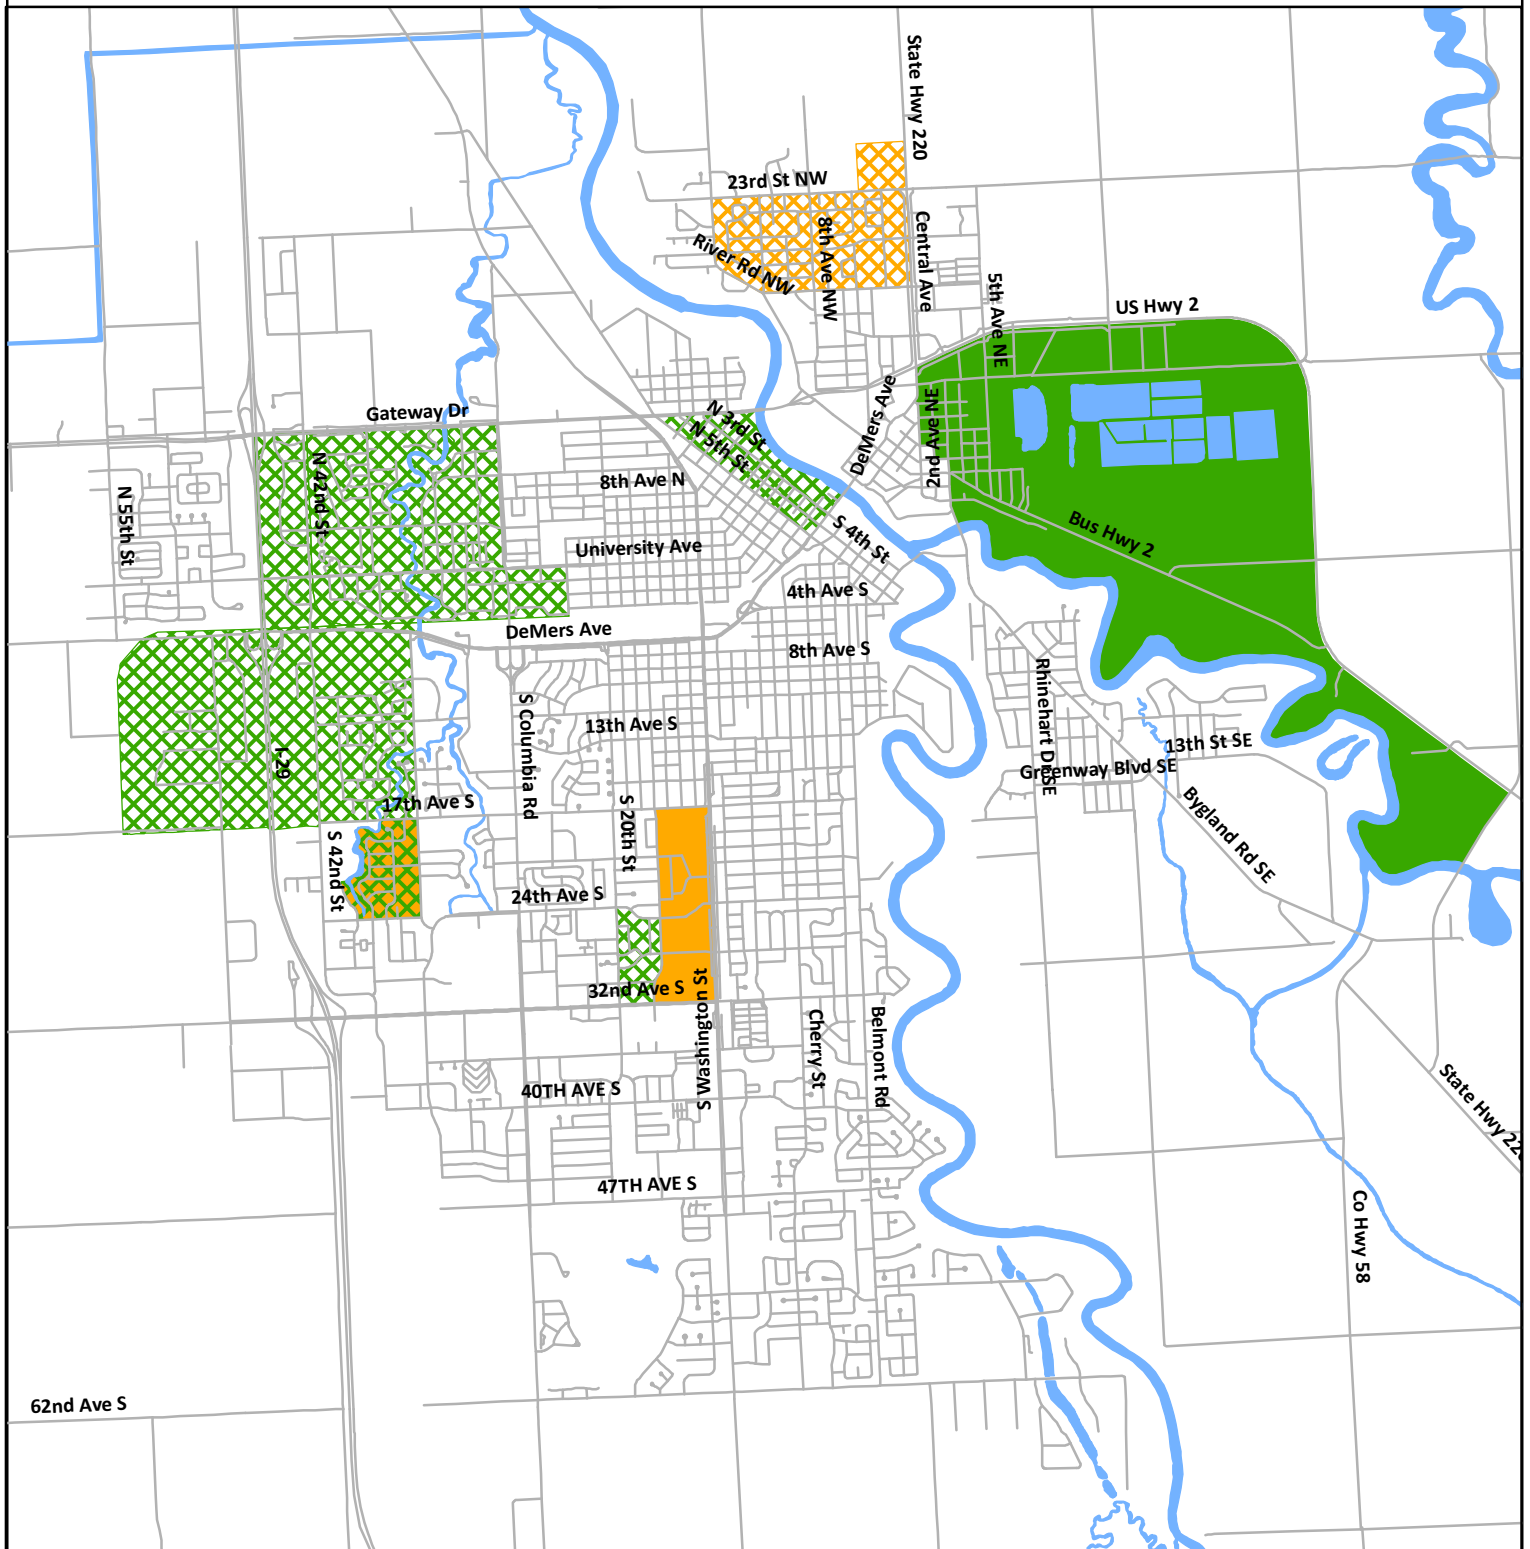 State Hwy 220
23rd St NW
8th Ave NW
Central Ave
River Rd NW
5th Ave NE
US Hwy 2
Gateway Dr
N 3rd St
N 5th St
DeMers Ave
2nd Ave NE
N 42nd St
N 55th St
8th Ave N
University Ave
S 4th St
Bus Hwy 2
4th Ave S
DeMers Ave
8th Ave S
Rhinehart Dr SE
S Columbia Rd
13th Ave S
I-29
13th St SE
Greenway Blvd SE
17th Ave S
S 20th St
Bygland Rd SE
S 42nd St
24th Ave S
32nd Ave S
S Washington St
Cherry St
Belmont Rd
40TH AVE S
State Hwy 220
47TH AVE S
Co Hwy 58
62nd Ave S